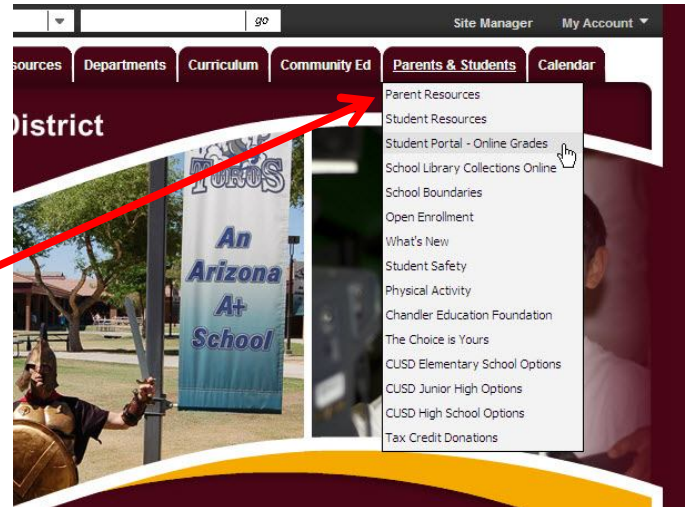 go
Site Manager My Account
sources Departments Curriculum Community Ed Parents & Students Calendar
District
Parent Resources
Student Resources
Student Portal - Online Grades
School Library Collections Online
School Boundaries
Open Enrollment
What's New
Student Safety
Physical Activity
Chandler Education Foundation
The Choice is Yours
CUSD Elementary School Options
CUSD Junior High Options
CUSD High School Options
Tax Credit Donations
TOROS
An
Arizona
A+
School